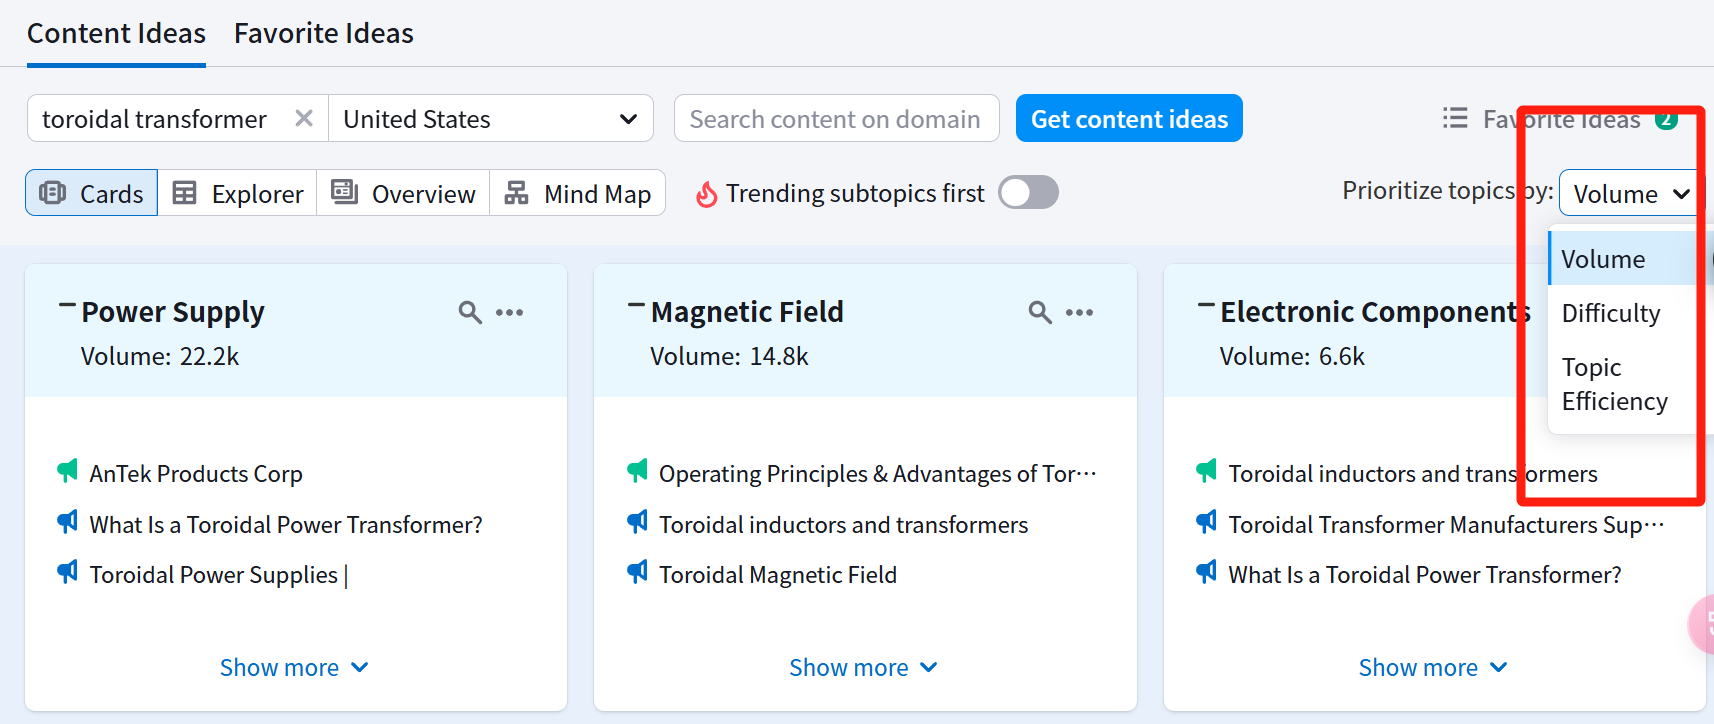 Content Ideas Favorite Ideas
toroidal transformer United States Search content on domain Get content ideas Favorite Ideas 2
Cards Explorer Overview Mind Map Trending subtopics first Prioritize topics by: Volume
Volume
Difficulty
Topic
Efficiency
Power Supply
Volume: 22.2k
AnTek Products Corp
What Is a Toroidal Power Transformer?
Toroidal Power Supplies |
Show more
Magnetic Field
Volume: 14.8k
Operating Principles & Advantages of Tor···
Toroidal inductors and transformers
Toroidal Magnetic Field
Show more
Electronic Components
Volume: 6.6k
Toroidal inductors and transformers
Toroidal Transformer Manufacturers Sup···
What Is a Toroidal Power Transformer?
Show more